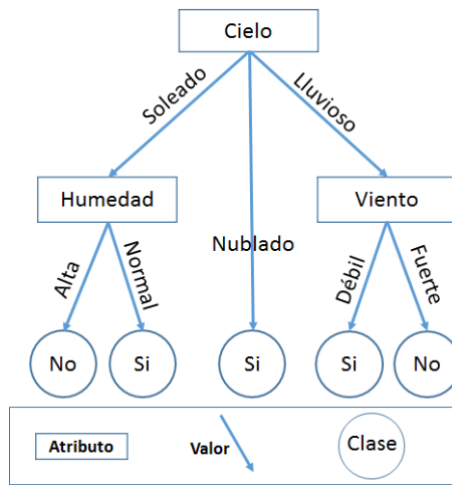 Cielo
Soleado
Lluvioso
Humedad
Viento
Nublado
Alta
Normal
Débil
Fuerte
No
Si
Si
Si
No
Atributo
Valor
Clase